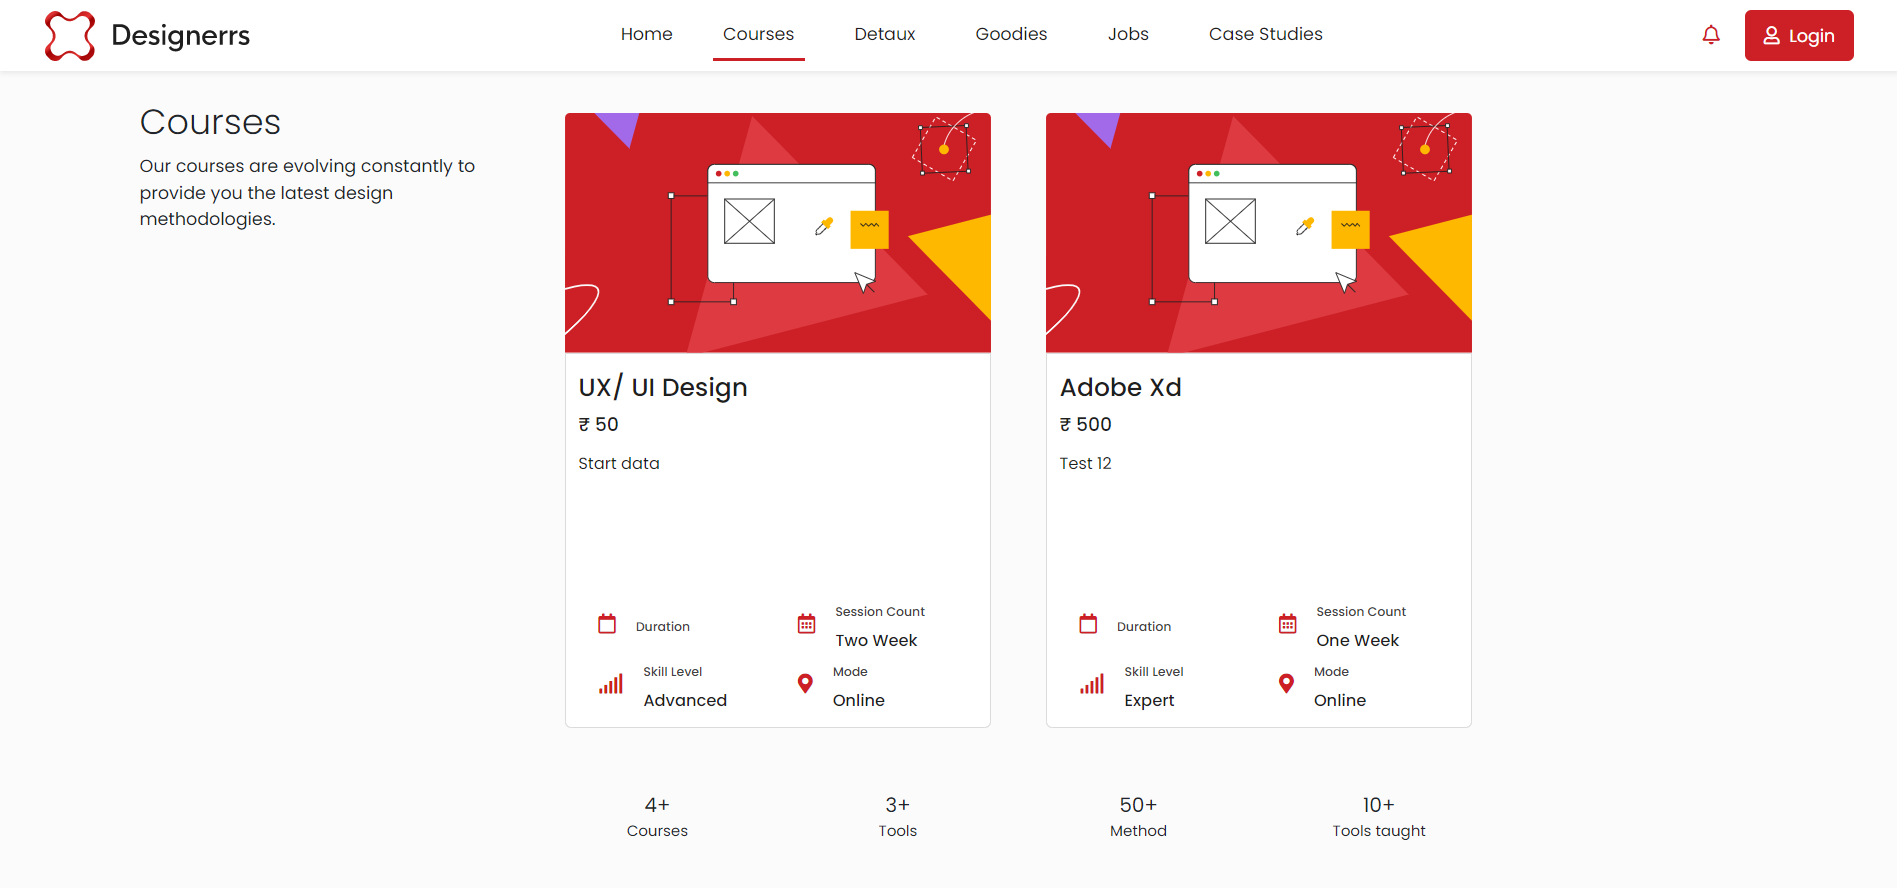 Designerrs
Home
Courses
Detaux
Goodies
Jobs
Case Studies
Login
Courses
Our courses are evolving constantly to
provide you the latest design
methodologies.
UX/ UI Design
₹ 50
Start data
Duration
Session Count
Two Week
Skill Level
Advanced
Mode
Online
Adobe Xd
₹ 500
Test 12
Duration
Session Count
One Week
Skill Level
Expert
Mode
Online
4+
Courses
3+
Tools
50+
Method
10+
Tools taught